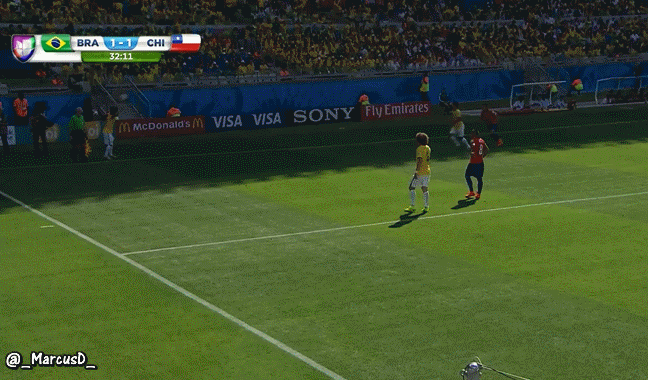 BRA 1-1 CHI
32:11
McDonald's VISA VISA SONY Fly Emirates
@_MarcusD_